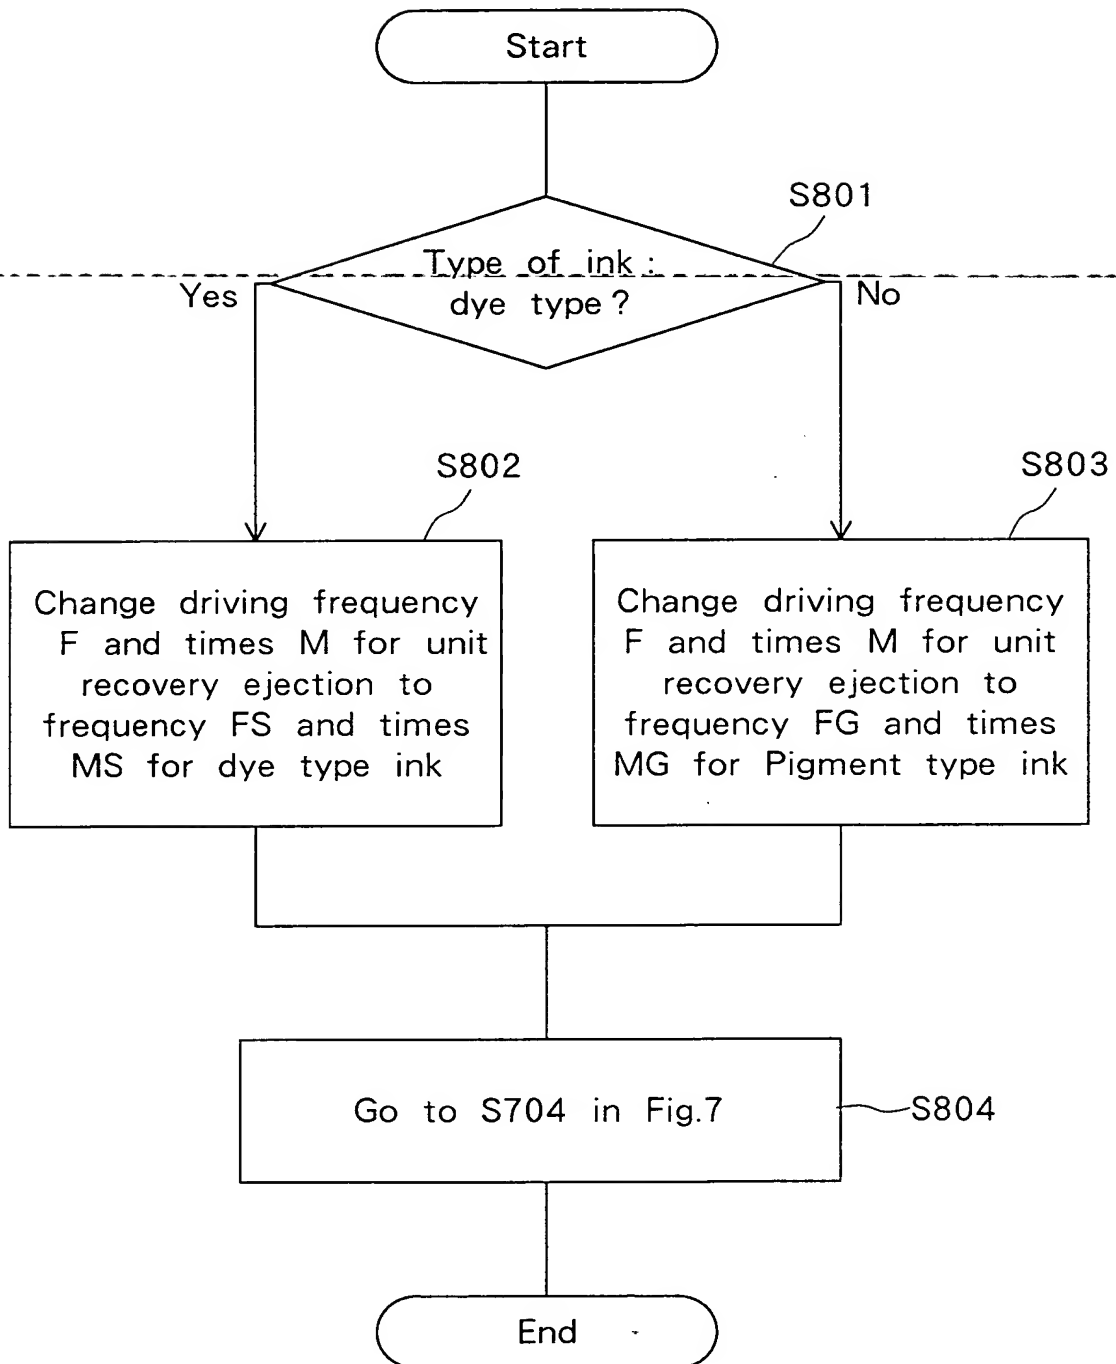 Start
S801
Type of ink :
dye type ?
Yes
No
S802
S803
Change driving frequency
F and times M for unit
recovery ejection to
frequency FS and times
MS for dye type ink
Change driving frequency
F and times M for unit
recovery ejection to
frequency FG and times
MG for Pigment type ink
Go to S704 in Fig.7
S804
End